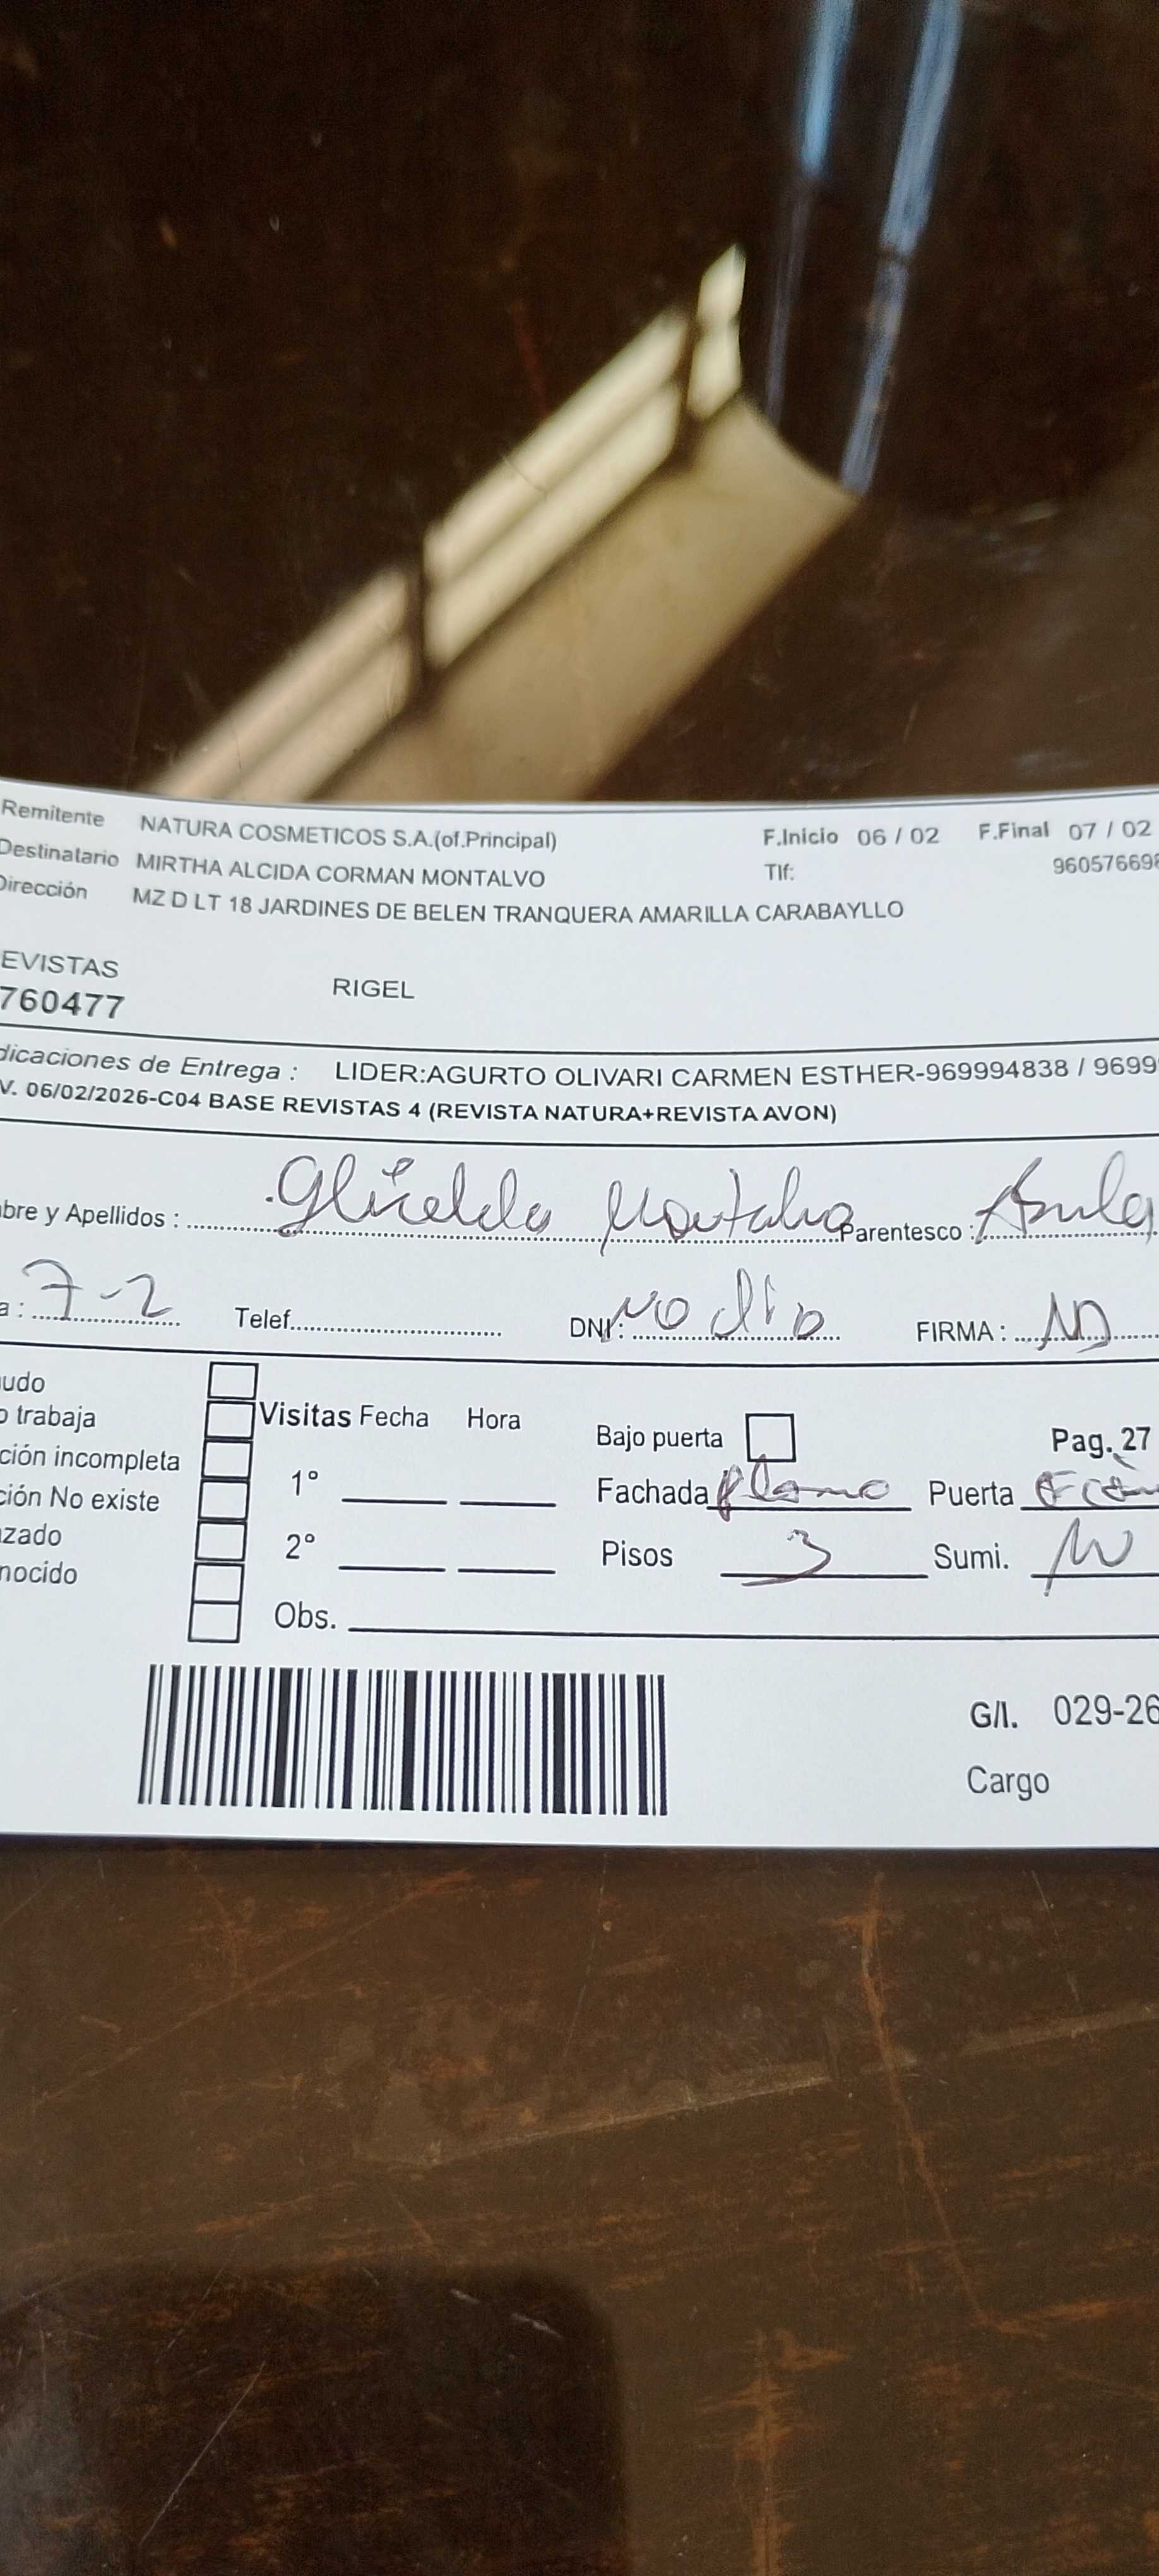 Remitente NATURA COSMETICOS S.A.(of.Principal) F.Inicio 06 / 02 F.Final 07 / 02
Destinatario MIRTHA ALCIDA CORMAN MONTALVO Tlf: 960576698
Dirección MZ D LT 18 JARDINES DE BELEN TRANQUERA AMARILLA CARABAYLLO
EVISTAS RIGEL
760477
dicaciones de Entrega : LIDER:AGURTO OLIVARI CARMEN ESTHER-969994838 / 9699
V. 06/02/2026-C04 BASE REVISTAS 4 (REVISTA NATURA+REVISTA AVON)
bre y Apellidos : Montalvo Parentesco :
a : 7-2 Telef. DNI: NO dio FIRMA :
udo
o trabaja Visitas Fecha Hora Bajo puerta Pag. 27
ción incompleta 1° Fachada Puerta
ción No existe
zado 2° Pisos 3 Sumi.
nocido
Obs.
G/I. 029-26
Cargo